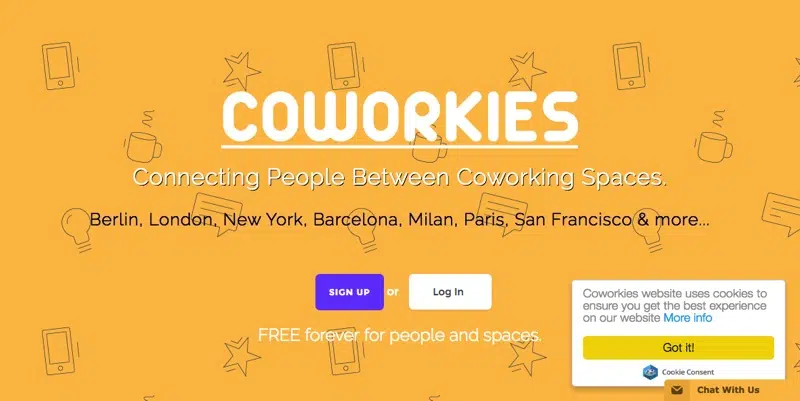 COWORKIES
Connecting People Between Coworking Spaces.
Berlin, London, New York, Barcelona, Milan, Paris, San Francisco & more...
SIGN UP or Log In
FREE forever for people and spaces.
Coworkies website uses cookies to
ensure you get the best experience
on our website More info
Got it!
Cookie Consent
Chat With Us